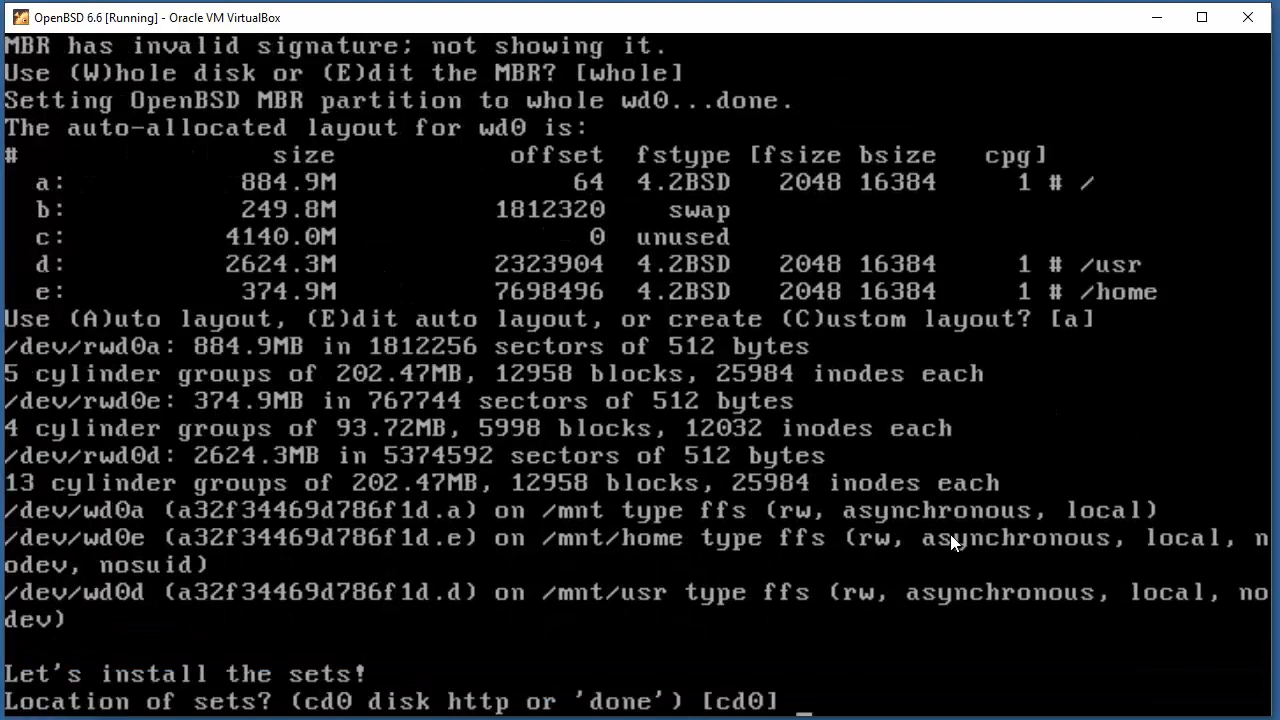 OpenBSD 6.6 [Running] - Oracle VM VirtualBox
MBR has invalid signature; not showing it.
Use (W)hole disk or (E)dit the MBR? [whole]
Setting OpenBSD MBR partition to whole wd0...done.
The auto-allocated layout for wd0 is:
#                size           offset  fstype [fsize bsize   cpg]
  a:           884.9M               64  4.2BSD   2048 16384     1 # /
  b:           249.8M          1812320    swap
  c:          4140.0M                0  unused
  d:          2624.3M          2323904  4.2BSD   2048 16384     1 # /usr
  e:           374.9M          7698496  4.2BSD   2048 16384     1 # /home
Use (A)uto layout, (E)dit auto layout, or create (C)ustom layout? [a]
/dev/rwd0a: 884.9MB in 1812256 sectors of 512 bytes
5 cylinder groups of 202.47MB, 12958 blocks, 25984 inodes each
/dev/rwd0e: 374.9MB in 767744 sectors of 512 bytes
4 cylinder groups of 93.72MB, 5998 blocks, 12032 inodes each
/dev/rwd0d: 2624.3MB in 5374592 sectors of 512 bytes
13 cylinder groups of 202.47MB, 12958 blocks, 25984 inodes each
/dev/wd0a (a32f34469d786f1d.a) on /mnt type ffs (rw, asynchronous, local)
/dev/wd0e (a32f34469d786f1d.e) on /mnt/home type ffs (rw, asynchronous, local, n
odev, nosuid)
/dev/wd0d (a32f34469d786f1d.d) on /mnt/usr type ffs (rw, asynchronous, local, no
dev)
Let's install the sets!
Location of sets? (cd0 disk http or 'done') [cd0] _